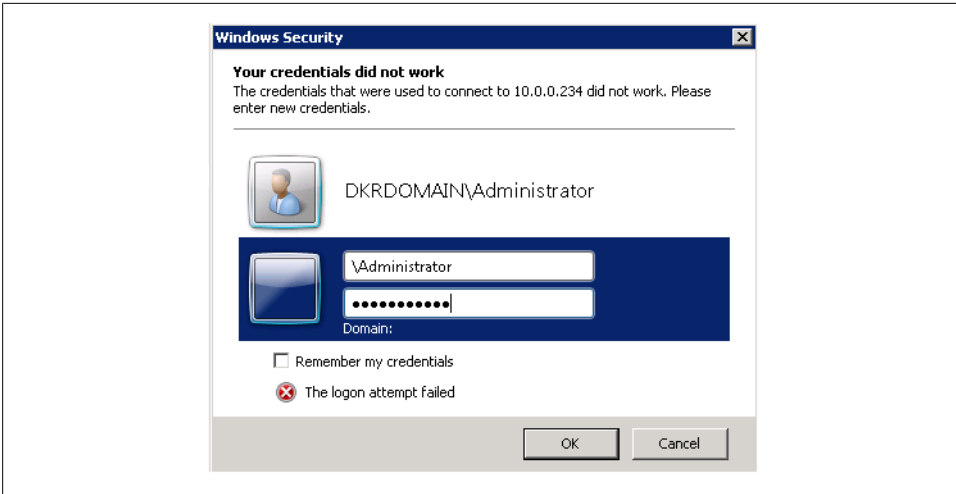 Windows Security
Your credentials did not work
The credentials that were used to connect to 10.0.0.234 did not work. Please
enter new credentials.
DKRDOMAIN\Administrator
\Administrator
●●●●●●●●●●●
Domain:
Remember my credentials
The logon attempt failed
OK Cancel